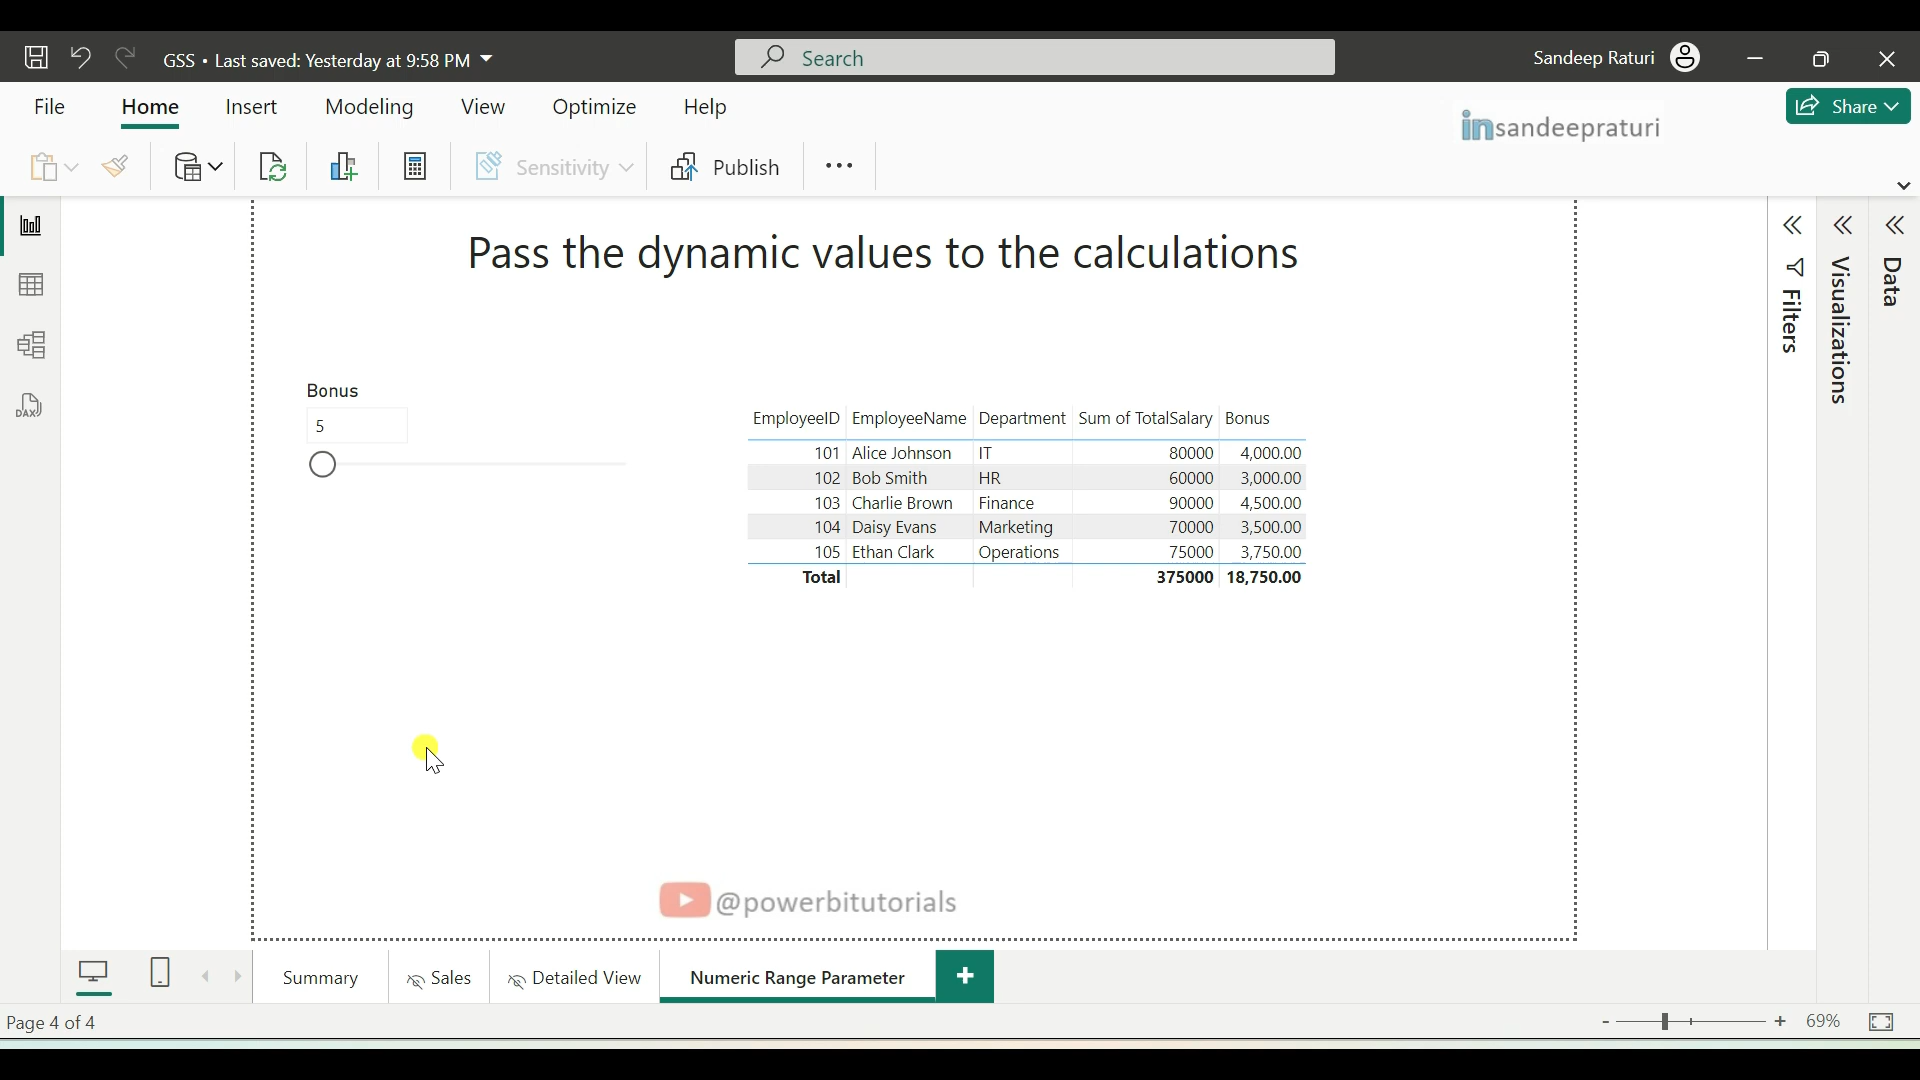 GSS • Last saved: Yesterday at 9:58 PM
Search
Sandeep Raturi
File Home Insert Modeling View Optimize Help
Share
insandeepraturi
Sensitivity
Publish
DAX
Pass the dynamic values to the calculations
Filters
Visualizations
Data
Bonus
5
EmployeeID EmployeeName Department Sum of TotalSalary Bonus
101 Alice Johnson IT 80000 4,000.00
102 Bob Smith HR 60000 3,000.00
103 Charlie Brown Finance 90000 4,500.00
104 Daisy Evans Marketing 70000 3,500.00
105 Ethan Clark Operations 75000 3,750.00
Total 375000 18,750.00
@powerbitutorials
Summary Sales Detailed View Numeric Range Parameter +
Page 4 of 4
- + 69%